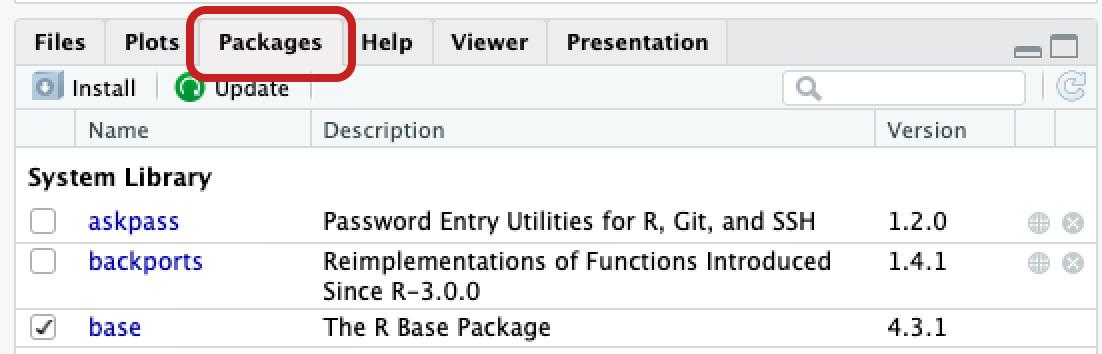 Files Plots Packages Help Viewer Presentation
Install Update
Name Description Version
System Library
askpass Password Entry Utilities for R, Git, and SSH 1.2.0
backports Reimplementations of Functions Introduced 1.4.1
Since R-3.0.0
base The R Base Package 4.3.1